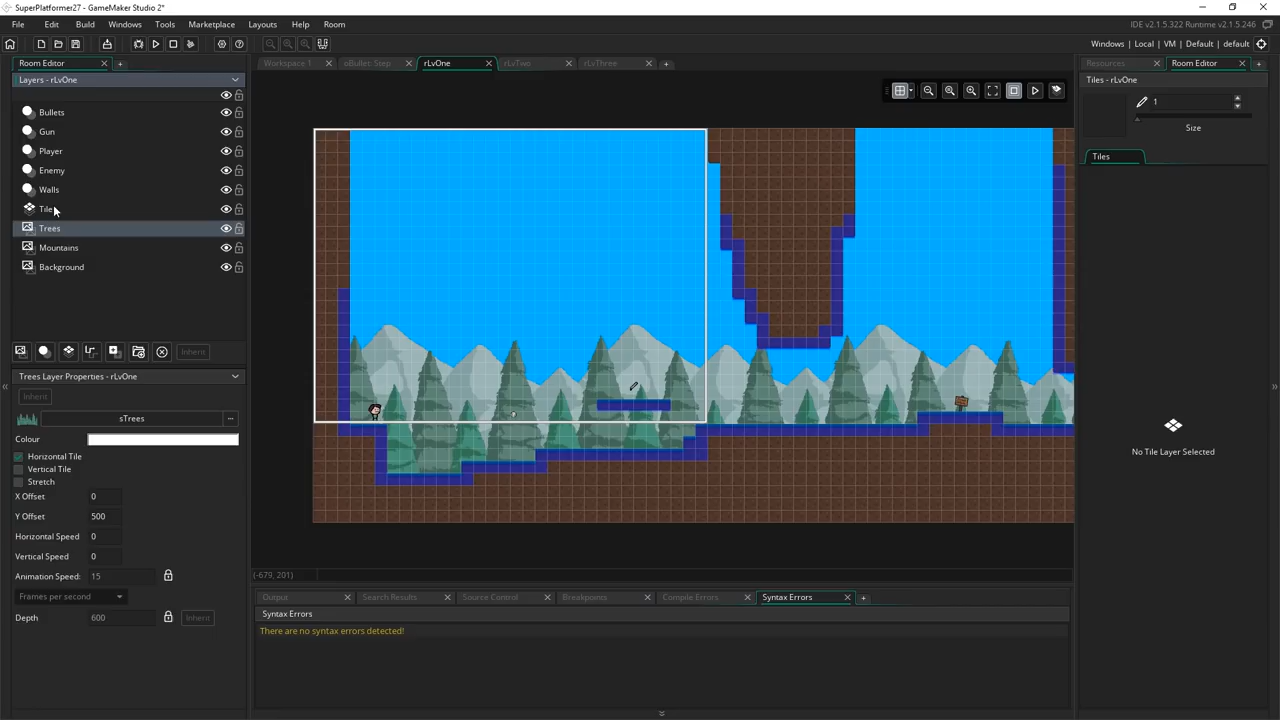 SuperPlatformer27 - GameMaker Studio 2*
File Edit Build Windows Tools Marketplace Layouts Help Room
IDE v2.1.5.322 Runtime v2.1.5.246
Windows | Local | VM | Default | default
Room Editor
Layers - rLvOne
Bullets
Gun
Player
Enemy
Walls
Tile
Trees
Mountains
Background
Inherit
Trees Layer Properties - rLvOne
Inherit
sTrees
Colour
Horizontal Tile
Vertical Tile
Stretch
X Offset 0
Y Offset 500
Horizontal Speed 0
Vertical Speed 0
Animation Speed: 15
Frames per second
Depth 600 Inherit
Workspace 1 oBullet: Step rLvOne rLvTwo rLvThree
(-679, 201)
Output Search Results Source Control Breakpoints Compile Errors Syntax Errors
Syntax Errors
There are no syntax errors detected!
Resources Room Editor
Tiles - rLvOne
1
Size
Tiles
No Tile Layer Selected